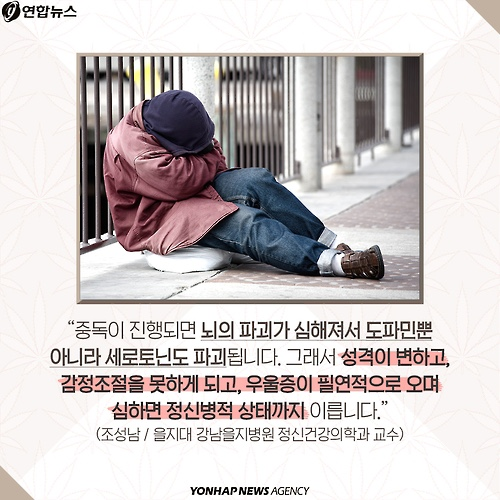 연합뉴스
“중독이 진행되면 뇌의 파괴가 심해져서 도파민뿐
아니라 세로토닌도 파괴됩니다. 그래서 성격이 변하고,
감정조절을 못하게 되고, 우울증이 필연적으로 오며
심하면 정신병적 상태까지 이릅니다.”
(조성남 / 을지대 강남을지병원 정신건강의학과 교수)
YONHAP NEWS AGENCY